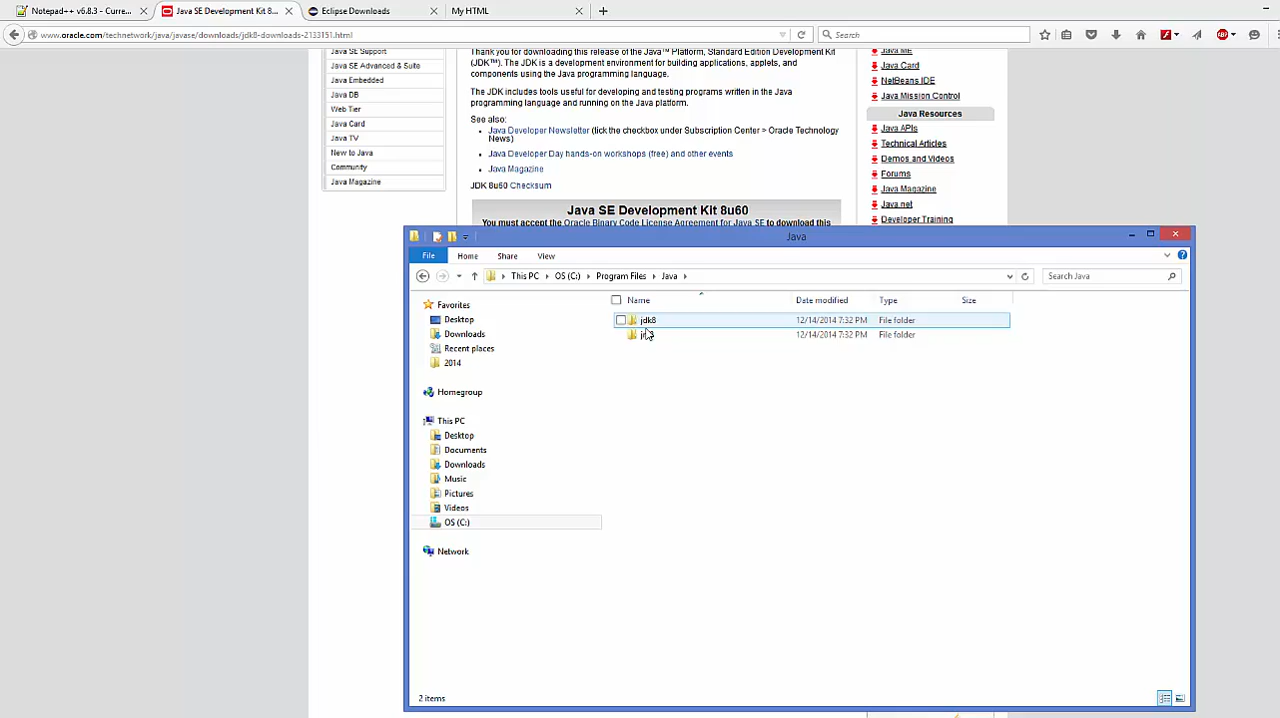 Notepad++ v6.8.3 - Curre...
Java SE Development Kit 8...
Eclipse Downloads
My HTML
www.oracle.com/technetwork/java/javase/downloads/jdk8-downloads-2133151.html
Search
Java SE Support
Java SE Advanced & Suite
Java Embedded
Java DB
Web Tier
Java Card
Java TV
New to Java
Community
Java Magazine
Thank you for downloading this release of the Java™ Platform, Standard Edition Development Kit
(JDK™). The JDK is a development environment for building applications, applets, and
components using the Java programming language.
The JDK includes tools useful for developing and testing programs written in the Java
programming language and running on the Java platform.
See also:
Java Developer Newsletter (lick the checkbox under Subscription Center > Oracle Technology
News)
Java Developer Day hands-on workshops (free) and other events
Java Magazine
JDK 8u60 Checksum
Java SE Development Kit 8u60
You must accept the Oracle Binary Code License Agreement for Java SE to download this
Java ME
Java Card
NetBeans IDE
Java Mission Control
Java Resources
Java APIs
Technical Articles
Demos and Videos
Forums
Java Magazine
Java.net
Developer Training
Java
File Home Share View
This PC OS (C:) Program Files Java
Search Java
Name Date modified Type Size
jdk8 12/14/2014 7:32 PM File folder
12/14/2014 7:32 PM File folder
Favorites
Desktop
Downloads
Recent places
2014
Homegroup
This PC
Desktop
Documents
Downloads
Music
Pictures
Videos
OS (C:)
Network
2 items